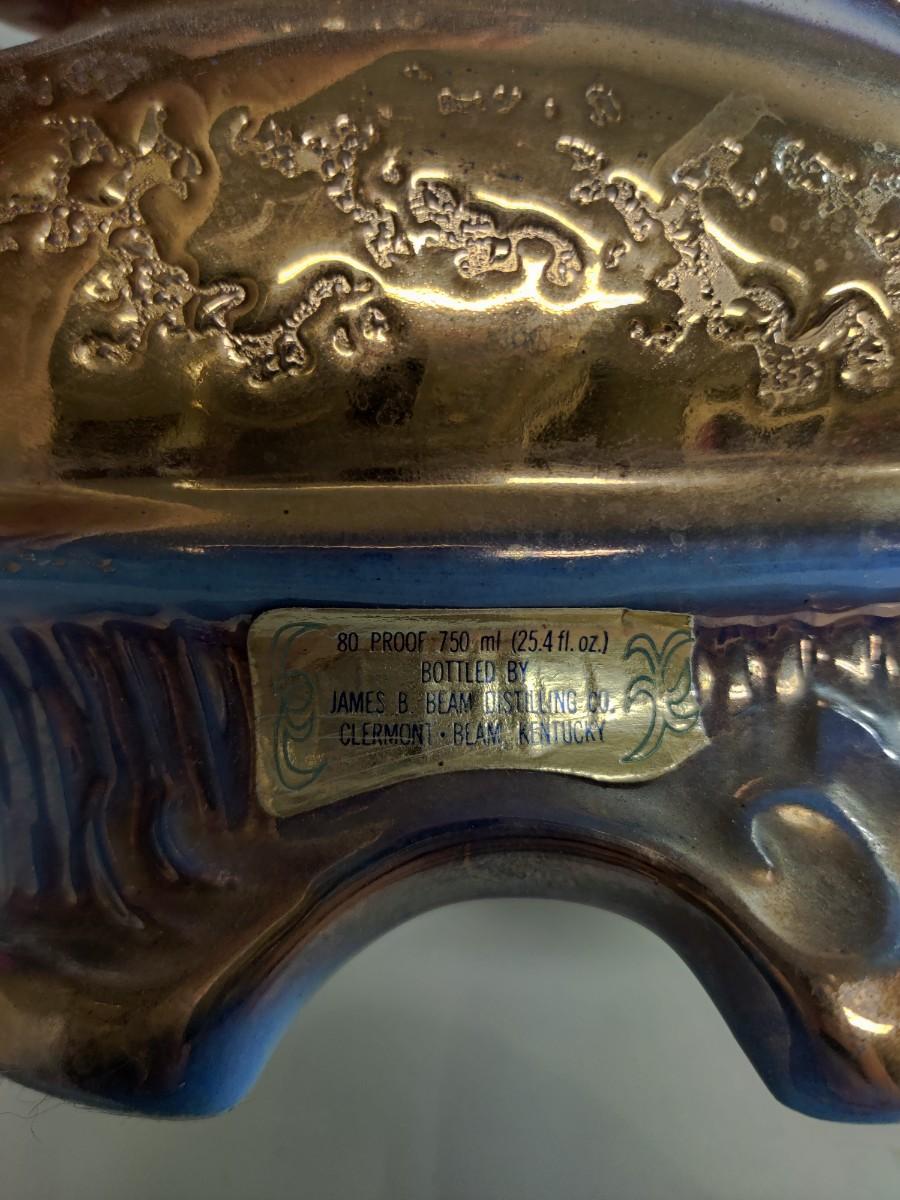 80 PROOF 750 ml (25.4 fl. oz.)
BOTTLED BY
JAMES B. BEAM DISTILLING CO.
CLERMONT · BEAM, KENTUCKY